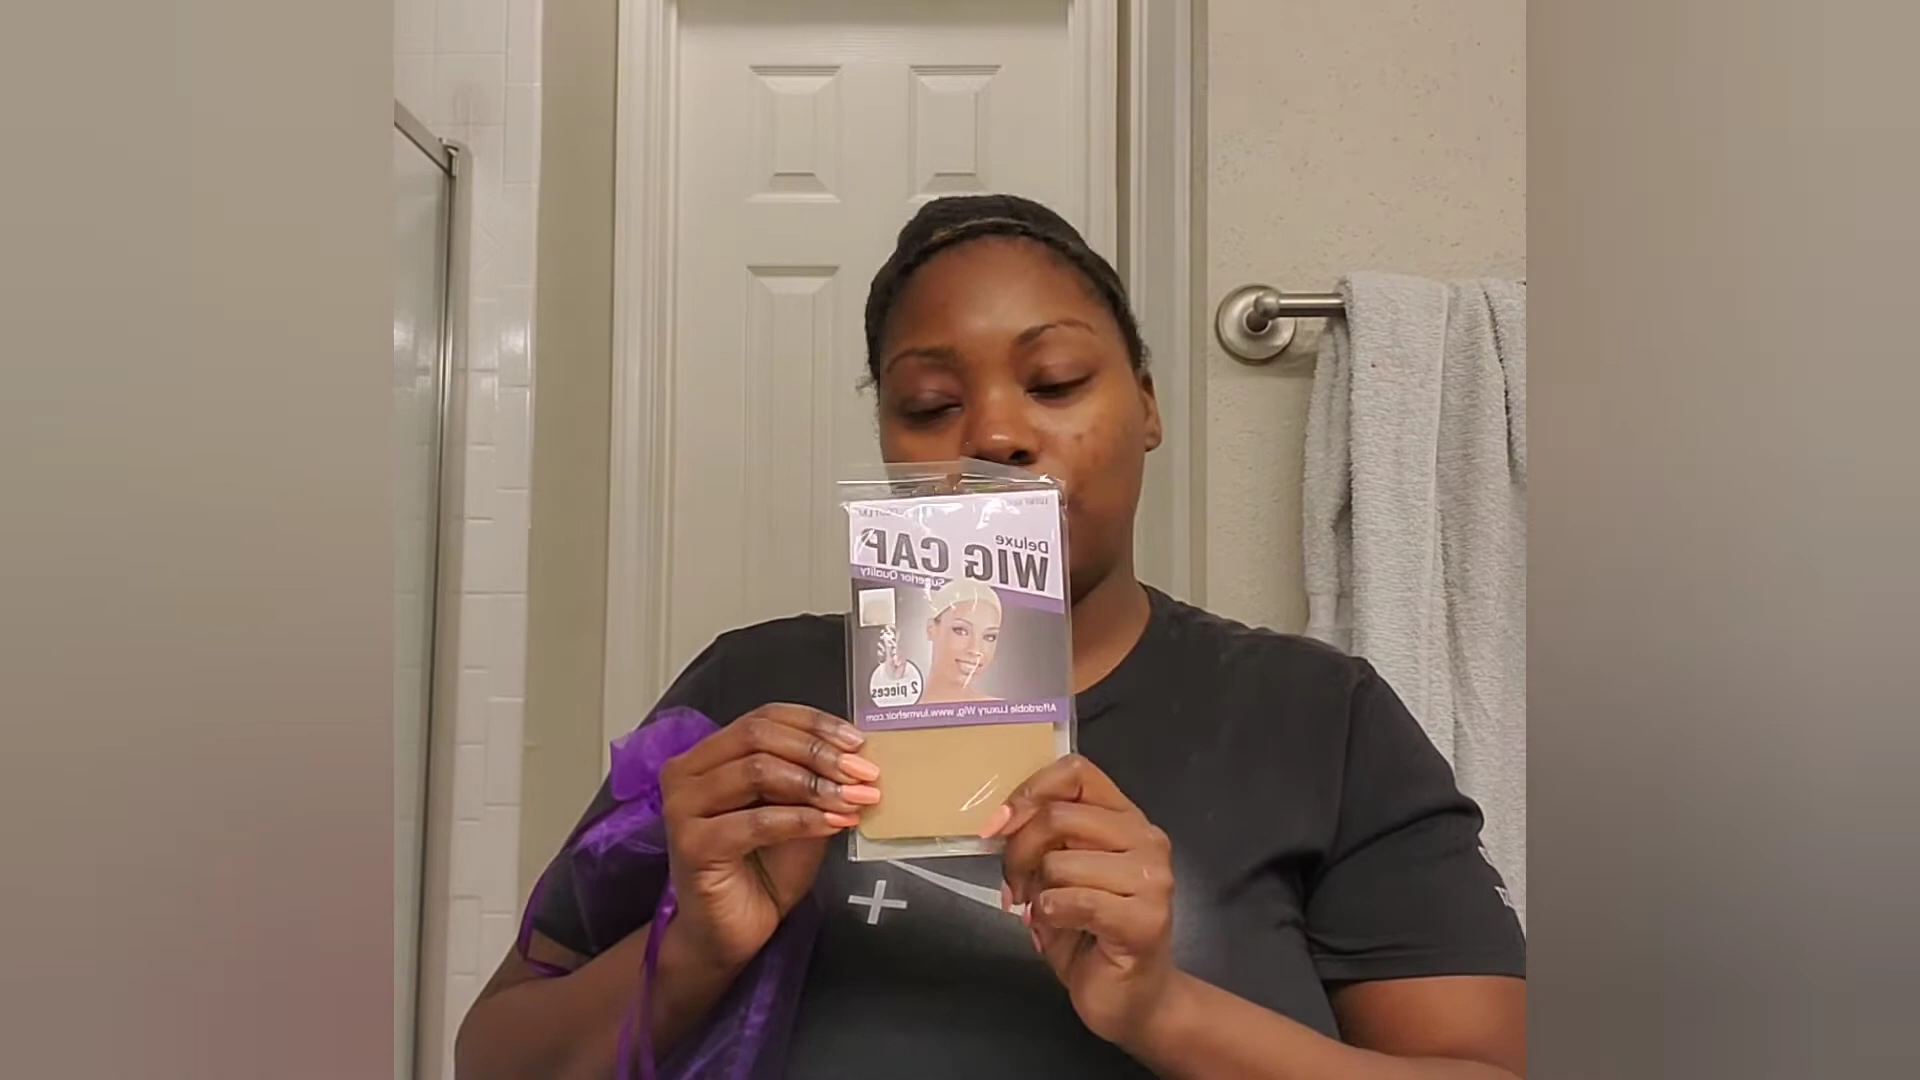 Deluxe
WIG CAP
Superior Quality
2 pieces
Affordable Luxury Wig, www.luvmehair.com
+